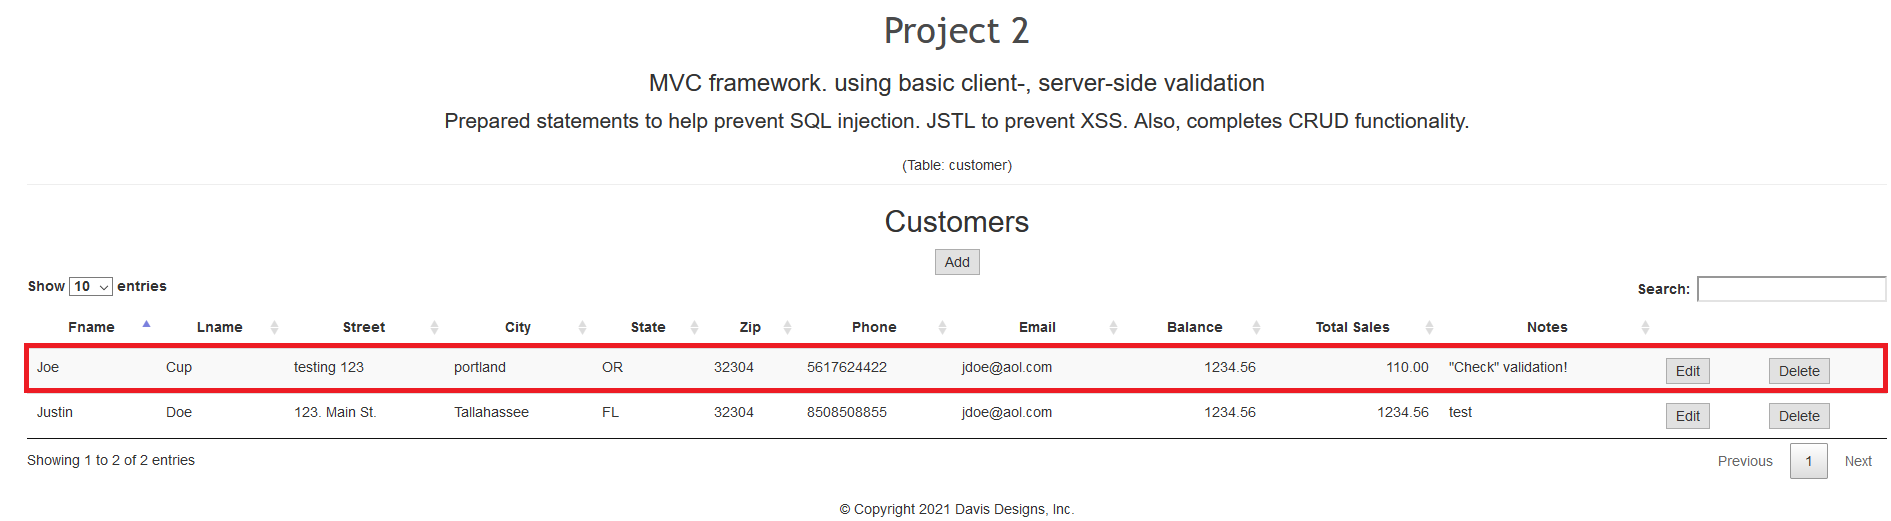 Project 2
MVC framework. using basic client-, server-side validation
Prepared statements to help prevent SQL injection. JSTL to prevent XSS. Also, completes CRUD functionality.
(Table: customer)
Customers
Add
Show 10 entries Search:
Fname Lname Street City State Zip Phone Email Balance Total Sales Notes
Joe Cup testing 123 portland OR 32304 5617624422 jdoe@aol.com 1234.56 110.00 "Check" validation! Edit Delete
Justin Doe 123. Main St. Tallahassee FL 32304 8508508855 jdoe@aol.com 1234.56 1234.56 test Edit Delete
Showing 1 to 2 of 2 entries Previous 1 Next
© Copyright 2021 Davis Designs, Inc.